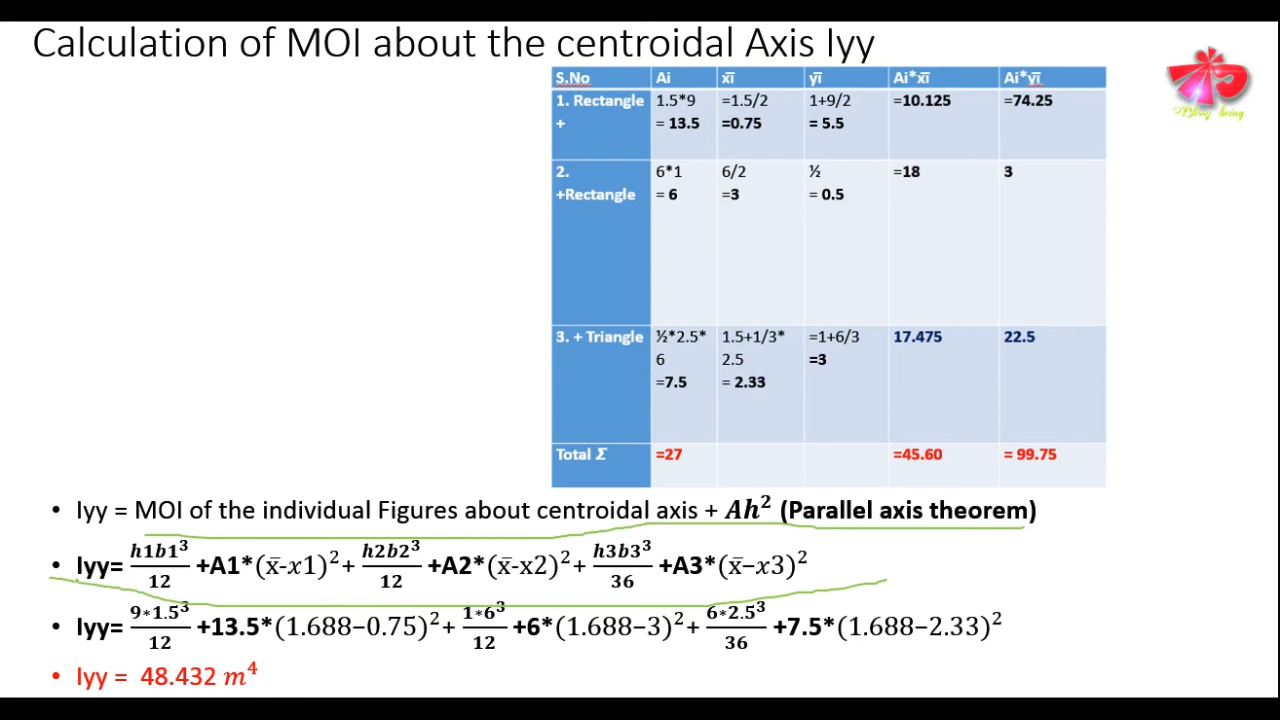 Calculation of MOI about the centroidal Axis Iyy
S.No Ai x̅i̅ y̅i̅ Ai*x̅i̅ Ai*y̅i̅
1. Rectangle 1.5*9 =1.5/2 1+9/2 =10.125 =74.25
+ = 13.5 =0.75 = 5.5
2. 6*1 6/2 ½ =18 3
+Rectangle = 6 =3 = 0.5
3. + Triangle ½*2.5* 1.5+1/3* =1+6/3 17.475 22.5
6 2.5 =3
=7.5 = 2.33
Total Σ =27 =45.60 = 99.75
• Iyy = MOI of the individual Figures about centroidal axis + Ah² (Parallel axis theorem)
• Iyy= h1b1³/12 +A1*(x̄-x1)²+ h2b2³/12 +A2*(x̄-x2)²+ h3b3³/36 +A3*(x̄−x3)²
• Iyy= 9*1.5³/12 +13.5*(1.688−0.75)²+ 1*6³/12 +6*(1.688−3)²+ 6*2.5³/36 +7.5*(1.688−2.33)²
• Iyy = 48.432 m⁴